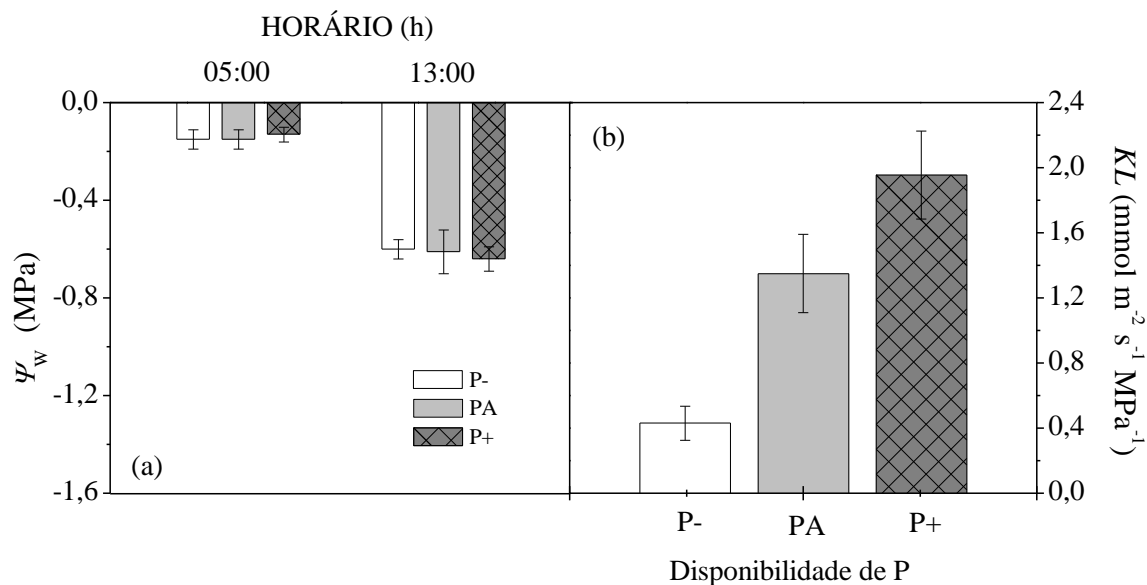 HORÁRIO (h)
05:00 13:00
0,0
-0,4
-0,8
-1,2
-1,6
Ψw (MPa)
P-
PA
P+
(a)
(b)
2,4
2,0
1,6
1,2
0,8
0,4
0,0
KL (mmol m-2 s-1 MPa-1)
P- PA P+
Disponibilidade de P